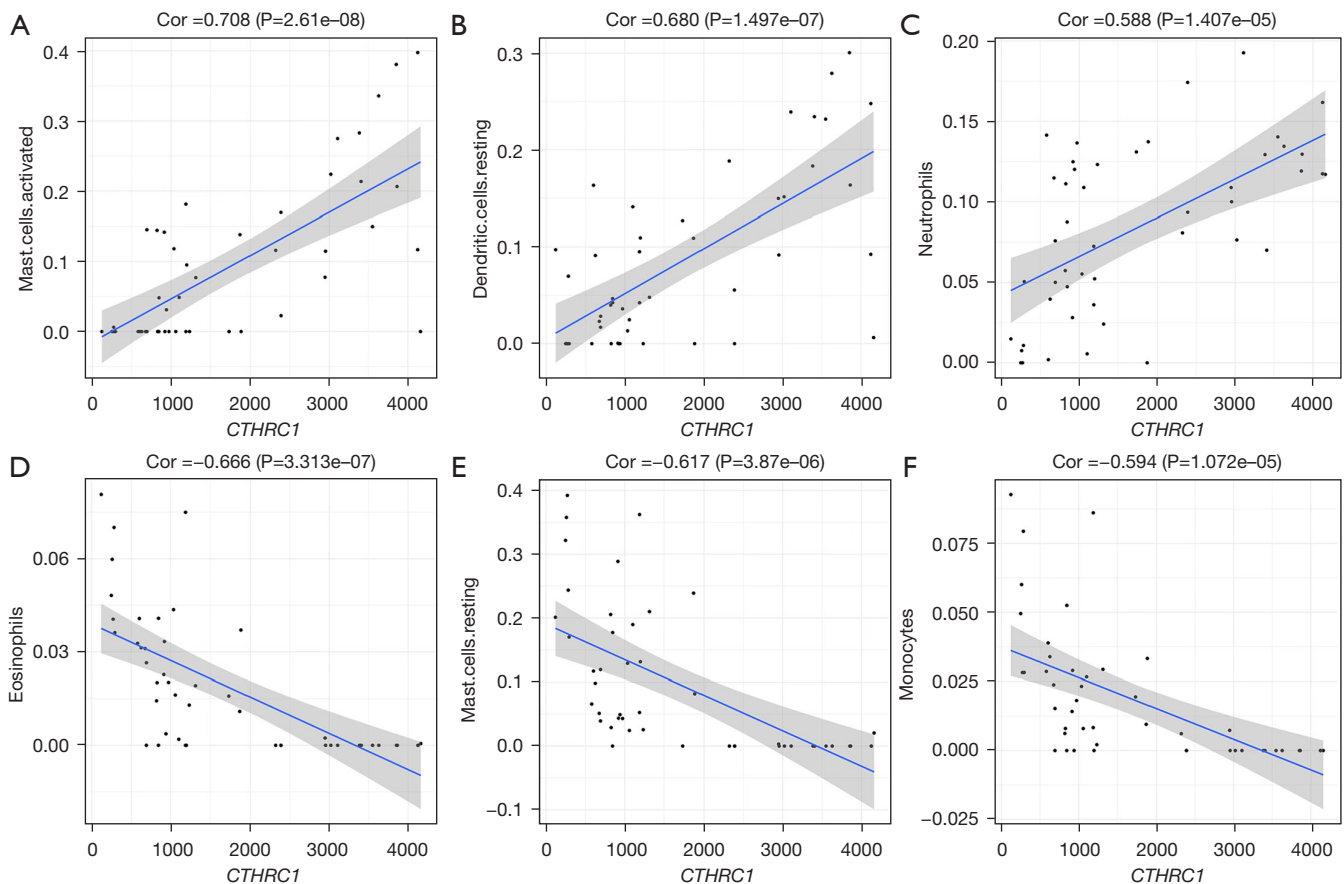 A
Cor =0.708 (P=2.61e–08)
Mast.cells.activated
0.4
0.3
0.2
0.1
0.0
0 1000 2000 3000 4000
CTHRC1
B
Cor =0.680 (P=1.497e–07)
Dendritic.cells.resting
0.3
0.2
0.1
0.0
0 1000 2000 3000 4000
CTHRC1
C
Cor =0.588 (P=1.407e–05)
Neutrophils
0.20
0.15
0.10
0.05
0.00
0 1000 2000 3000 4000
CTHRC1
D
Cor =−0.666 (P=3.313e–07)
Eosinophils
0.06
0.03
0.00
0 1000 2000 3000 4000
CTHRC1
E
Cor =−0.617 (P=3.87e–06)
Mast.cells.resting
0.4
0.3
0.2
0.1
0.0
−0.1
0 1000 2000 3000 4000
CTHRC1
F
Cor =−0.594 (P=1.072e–05)
Monocytes
0.075
0.050
0.025
0.000
−0.025
0 1000 2000 3000 4000
CTHRC1